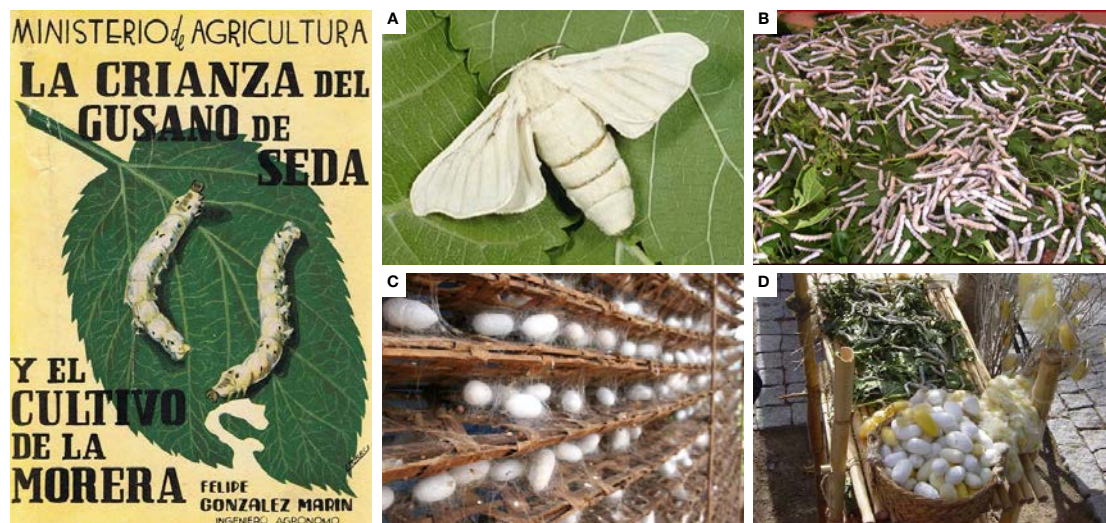 MINISTERIO de AGRICULTURA
LA CRIANZA DEL
GUSANO DE
SEDA
Y EL
CULTIVO
DE LA
MORERA
FELIPE
GONZALEZ MARIN
INGENIERO AGRONOMO
A
B
C
D